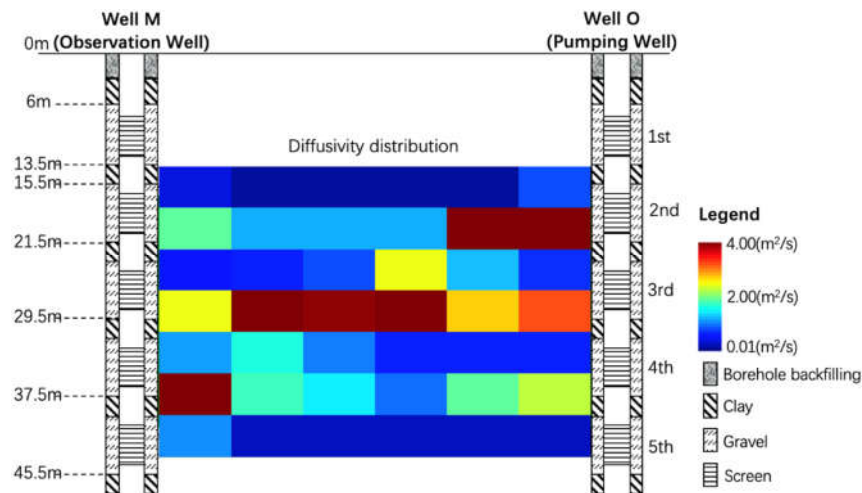 Well M
(Observation Well)
Well O
(Pumping Well)
0m
6m
13.5m
15.5m
21.5m
29.5m
37.5m
45.5m
Diffusivity distribution
1st
2nd
3rd
4th
5th
Legend
4.00(m²/s)
2.00(m²/s)
0.01(m²/s)
Borehole backfilling
Clay
Gravel
Screen